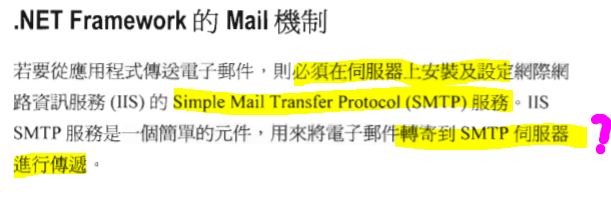 .NET Framework 的 Mail 機制
若要從應用程式傳送電子郵件，則必須在伺服器上安裝及設定網際網
路資訊服務 (IIS) 的 Simple Mail Transfer Protocol (SMTP) 服務。IIS
SMTP 服務是一個簡單的元件，用來將電子郵件轉寄到 SMTP 伺服器
進行傳遞。
?